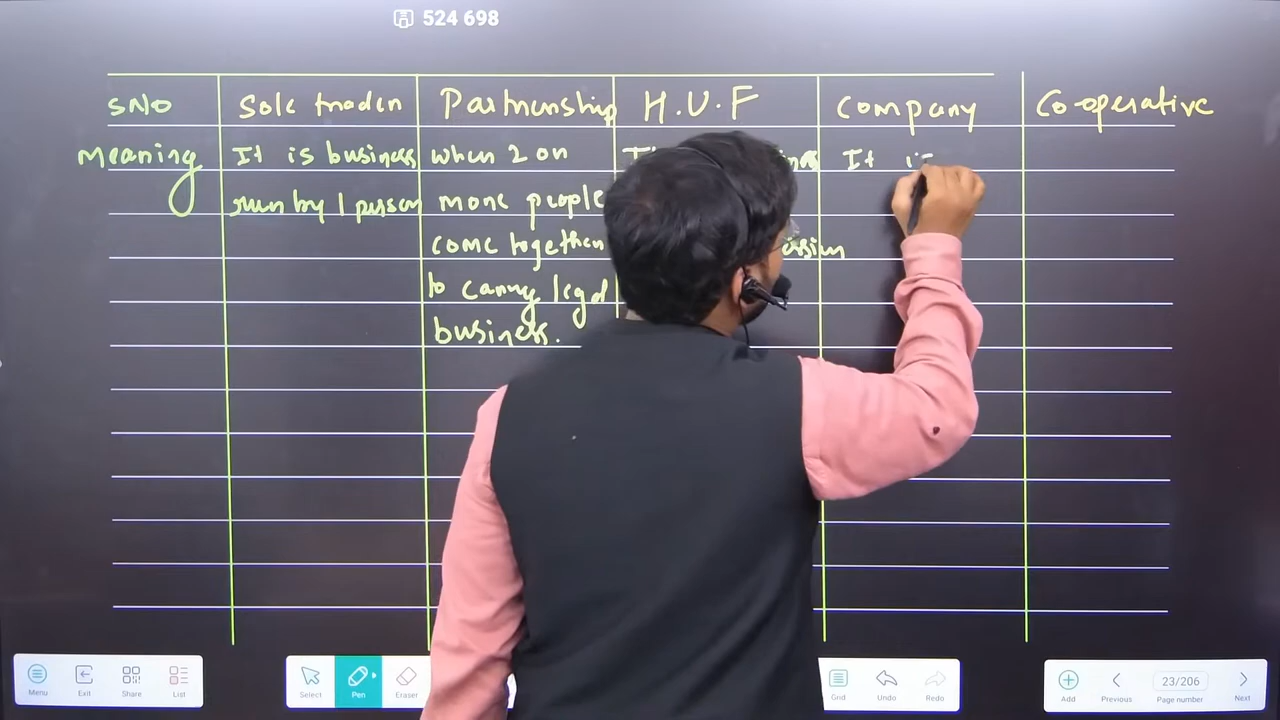 524 698
SNO Sole trader Partnership H.U.F Company Co-operative
Meaning It is business when 2 or It is
run by 1 person more people
come together
to carry legal
business.
Menu Exit Share List Select Pen Eraser Grid Undo Redo Add Previous 23/206 Page number Next